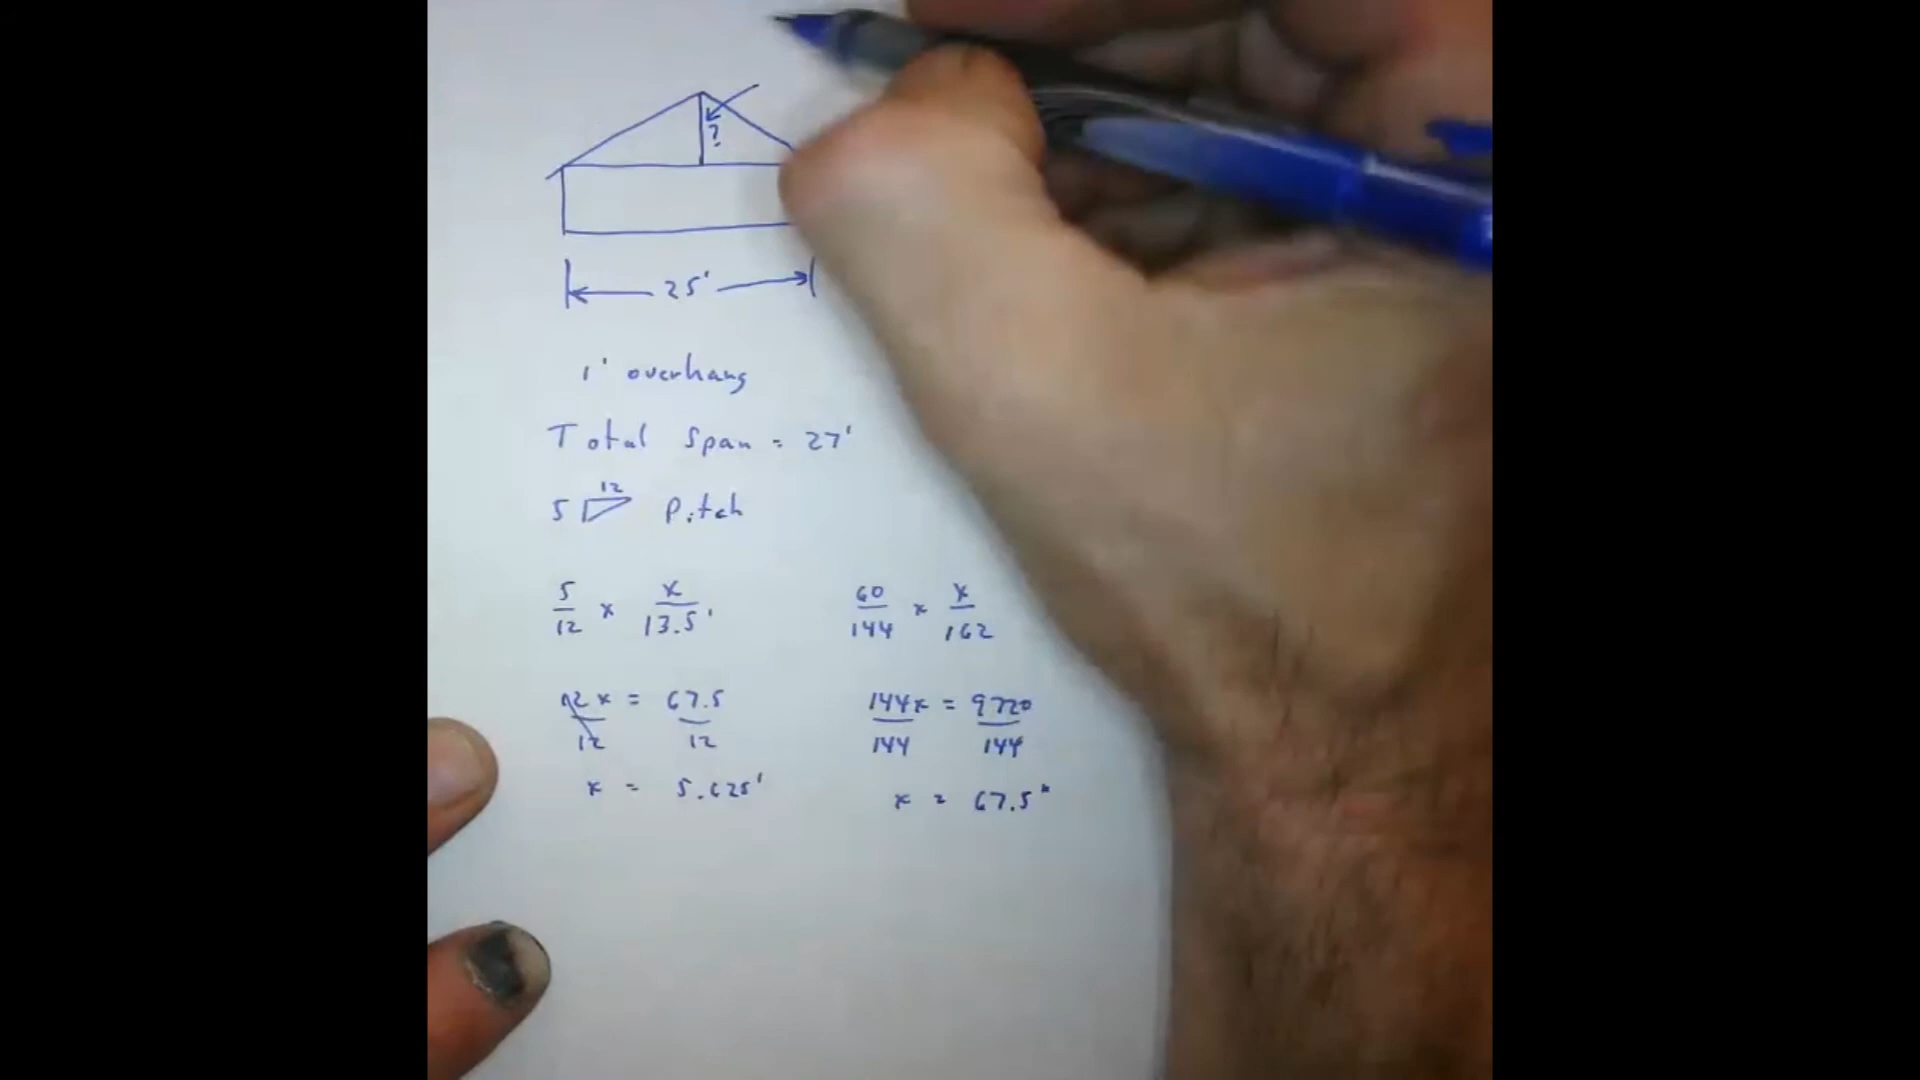 ?
25'
1' overhang
Total span = 27'
12
5 Pitch
5/12 x x/13.5'
60/144 x x/162
12x/12 = 67.5/12
144x/144 = 9720/144
x = 5.625'
x = 67.5"